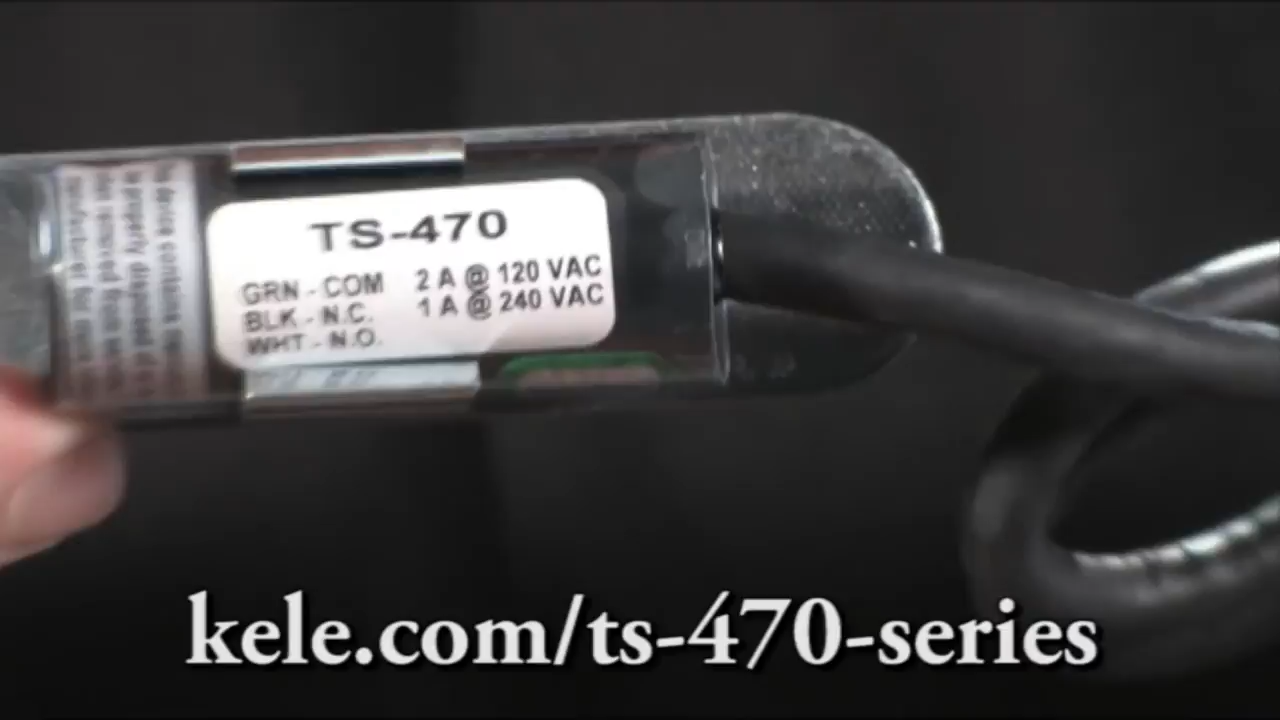 TS-470
GRN - COM 2 A @ 120 VAC
BLK - N.C. 1 A @ 240 VAC
WHT - N.O.
kele.com/ts-470-series